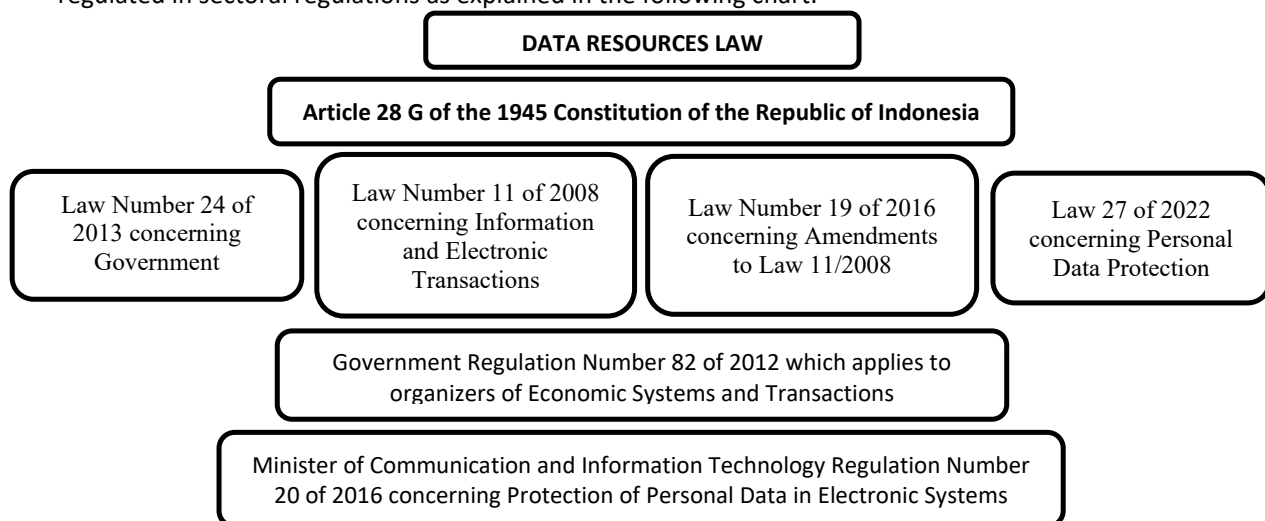 regulated in sectoral regulations as explained in the following chart:
DATA RESOURCES LAW
Article 28 G of the 1945 Constitution of the Republic of Indonesia
Law Number 24 of
2013 concerning
Government
Law Number 11 of 2008
concerning Information
and Electronic
Transactions
Law Number 19 of 2016
concerning Amendments
to Law 11/2008
Law 27 of 2022
concerning Personal
Data Protection
Government Regulation Number 82 of 2012 which applies to
organizers of Economic Systems and Transactions
Minister of Communication and Information Technology Regulation Number
20 of 2016 concerning Protection of Personal Data in Electronic Systems